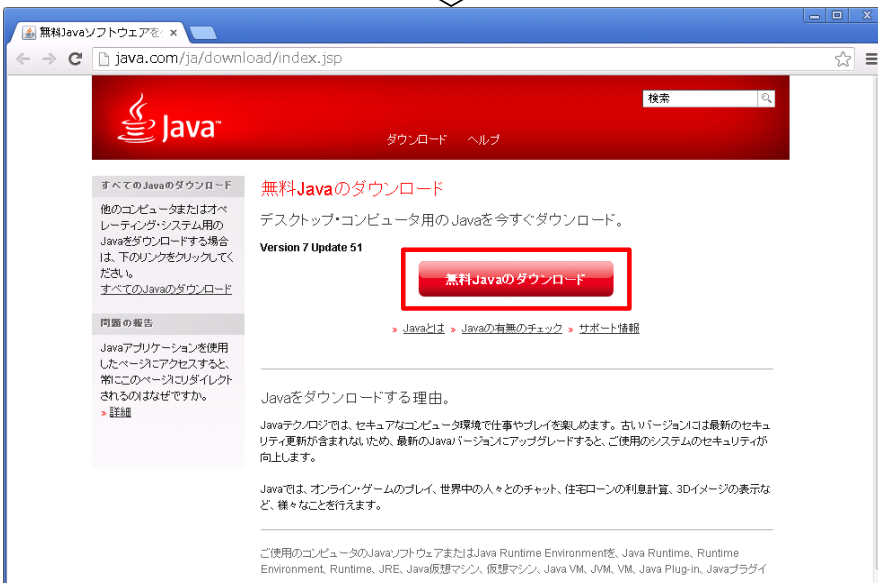 無料Javaソフトウェアを
java.com/ja/download/index.jsp
検索
Java
ダウンロード ヘルプ
すべてのJavaのダウンロード
他のコンピュータまたはオペ
レーティング・システム用の
Javaをダウンロードする場合
は、下のリンクをクリックしてく
ださい。
すべてのJavaのダウンロード
問題の報告
Javaアプリケーションを使用
したページにアクセスすると、
常にこのページにリダイレクト
されるのはなぜですか。
» 詳細
無料Javaのダウンロード
デスクトップ・コンピュータ用のJavaを今すぐダウンロード。
Version 7 Update 51
無料Javaのダウンロード
» Javaとは » Javaの有無のチェック » サポート情報
Javaをダウンロードする理由。
Javaテクノロジでは、セキュアなコンピュータ環境で仕事やプレイを楽しめます。古いバージョンには最新のセキュ
リティ更新が含まれないため、最新のJavaバージョンにアップグレードすると、ご使用のシステムのセキュリティが
向上します。
Javaでは、オンライン・ゲームのプレイ、世界中の人々とのチャット、住宅ローンの利息計算、3Dイメージの表示な
ど、様々なことを行えます。
ご使用のコンピュータのJavaソフトウェアまたはJava Runtime Environmentを、Java Runtime、Runtime
Environment、Runtime、JRE、Java仮想マシン、仮想マシン、Java VM、JVM、VM、Java Plug-in、Javaプラグイ